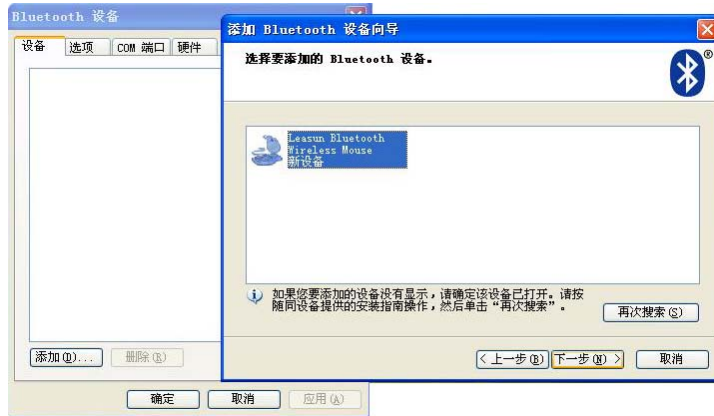 Bluetooth 设备
设备
选项
COM 端口
硬件
添加(D)...
删除(R)
确定
取消
应用(A)
添加 Bluetooth 设备向导
选择要添加的 Bluetooth 设备。
®
Leasun Bluetooth
Wireless Mouse
新设备
如果您要添加的设备没有显示，请确定该设备已打开。请按
随同设备提供的安装指南操作，然后单击“再次搜索”。
再次搜索(S)
< 上一步(B)
下一步(N) >
取消